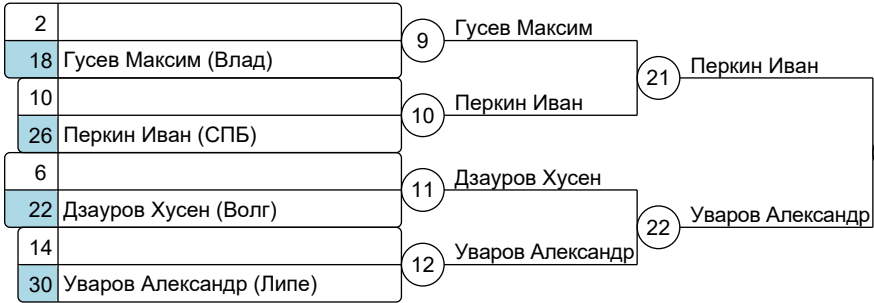 2
9 Гусев Максим
18 Гусев Максим (Влад)
21 Перкин Иван
10
10 Перкин Иван
26 Перкин Иван (СПБ)
6
11 Дзауров Хусен
22 Дзауров Хусен (Волг)
22 Уваров Александр
14
12 Уваров Александр
30 Уваров Александр (Липе)